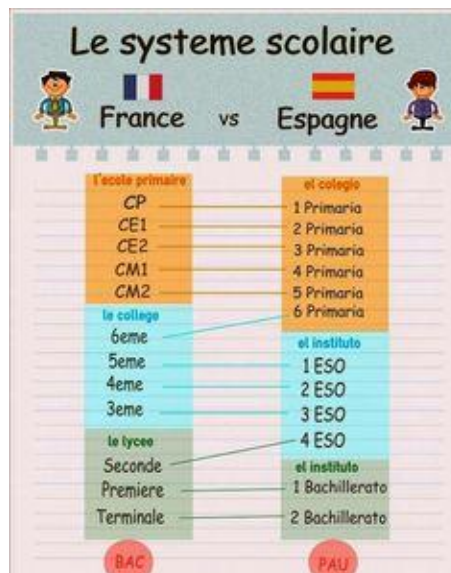 Le systeme scolaire
France vs Espagne
l'ecole primaire
CP
CE1
CE2
CM1
CM2
le college
6eme
5eme
4eme
3eme
le lycee
Seconde
Premiere
Terminale
BAC
el colegio
1 Primaria
2 Primaria
3 Primaria
4 Primaria
5 Primaria
6 Primaria
el instituto
1 ESO
2 ESO
3 ESO
4 ESO
el instituto
1 Bachillerato
2 Bachillerato
PAU